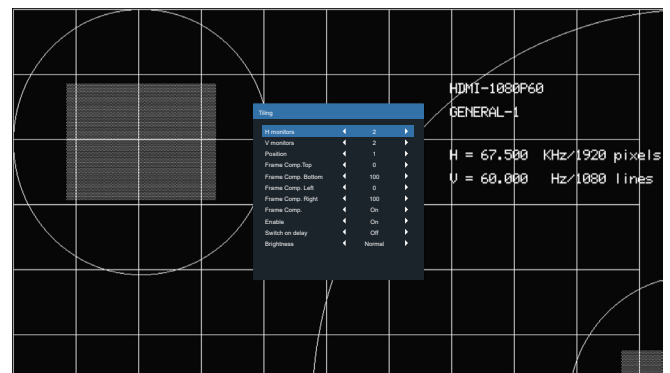 HDMI-1080P60
GENERAL-1
H = 67.500 KHz/1920 pixels
V = 60.000 Hz/1080 lines
Tiling
H monitors 2
V monitors 2
Position 1
Frame Comp.Top 0
Frame Comp. Bottom 100
Frame Comp. Left 0
Frame Comp. Right 100
Frame Comp. On
Enable On
Switch on delay Off
Brightness Normal